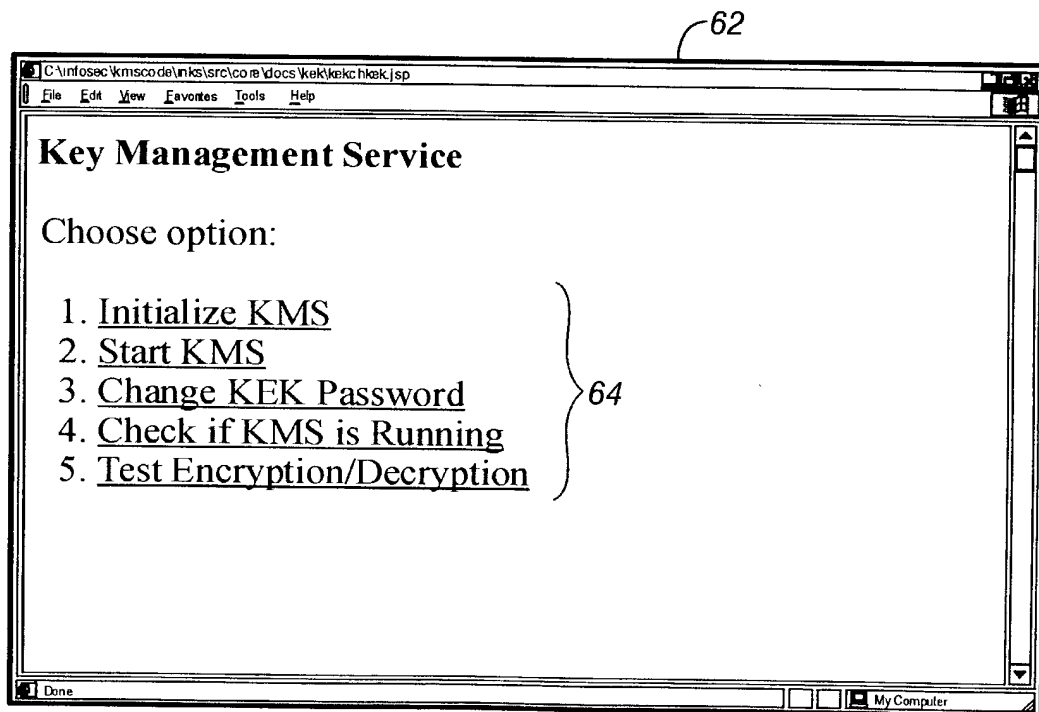 62
C:\infosec\kmscode\nks\src\core\docs\kek\kekchkek.jsp
File Edit View Favorites Tools Help
Key Management Service
Choose option:
1. Initialize KMS
2. Start KMS
3. Change KEK Password
4. Check if KMS is Running
5. Test Encryption/Decryption
64
Done
My Computer